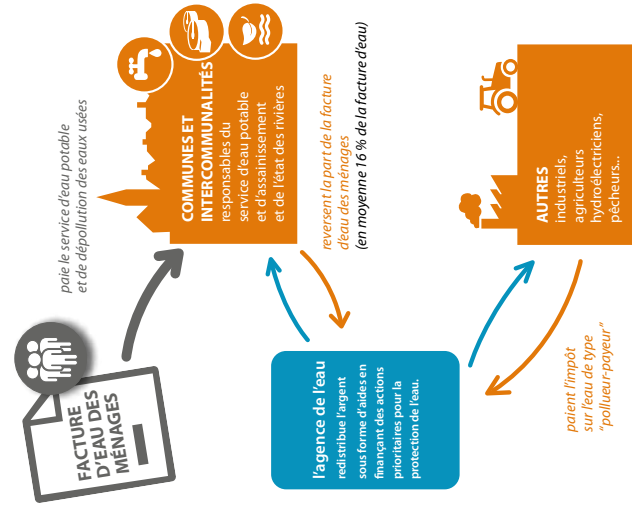 FACTURE
D'EAU DES
MÉNAGES
paie le service d'eau potable
et de dépollution des eaux usées
COMMUNES ET
INTERCOMMUNALITÉS
responsables du
service d'eau potable
et d'assainissement
et de l'état des rivières
reversent la part de la facture
d'eau des ménages
(en moyenne 16 % de la facture d'eau)
l'agence de l'eau
redistribue l'argent
sous forme d'aides en
finançant des actions
prioritaires pour la
protection de l'eau.
paient l'impôt
sur l'eau de type
"pollueur-payeur"
AUTRES
industriels,
agriculteurs
hydroélectriciens,
pêcheurs...